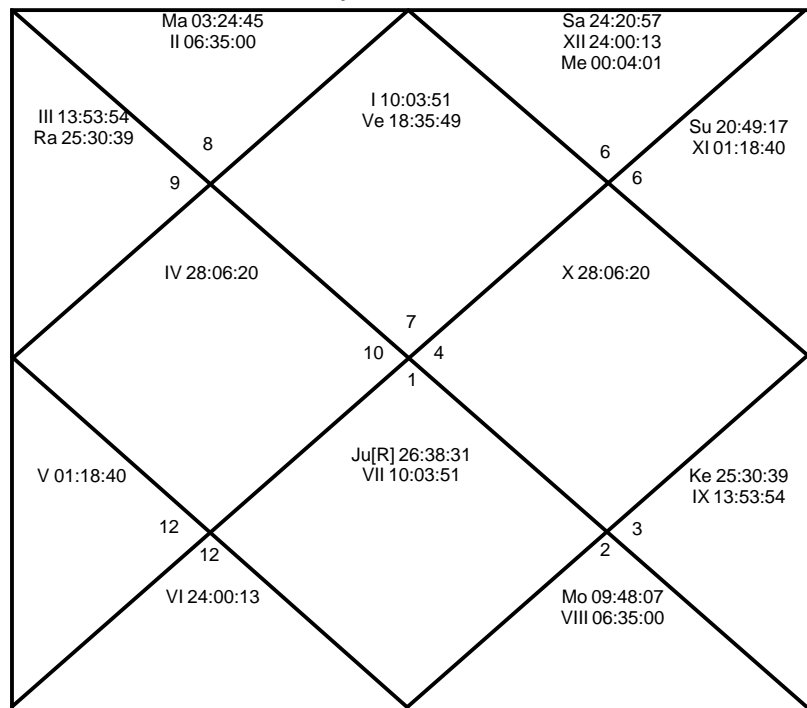 Ma 03:24:45
II 06:35:00
Sa 24:20:57
XII 24:00:13
Me 00:04:01
I 10:03:51
Ve 18:35:49
III 13:53:54
Ra 25:30:39
Su 20:49:17
XI 01:18:40
8
6
9
6
IV 28:06:20
X 28:06:20
7
10
4
1
Ju[R] 26:38:31
VII 10:03:51
V 01:18:40
Ke 25:30:39
IX 13:53:54
12
3
12
2
VI 24:00:13
Mo 09:48:07
VIII 06:35:00